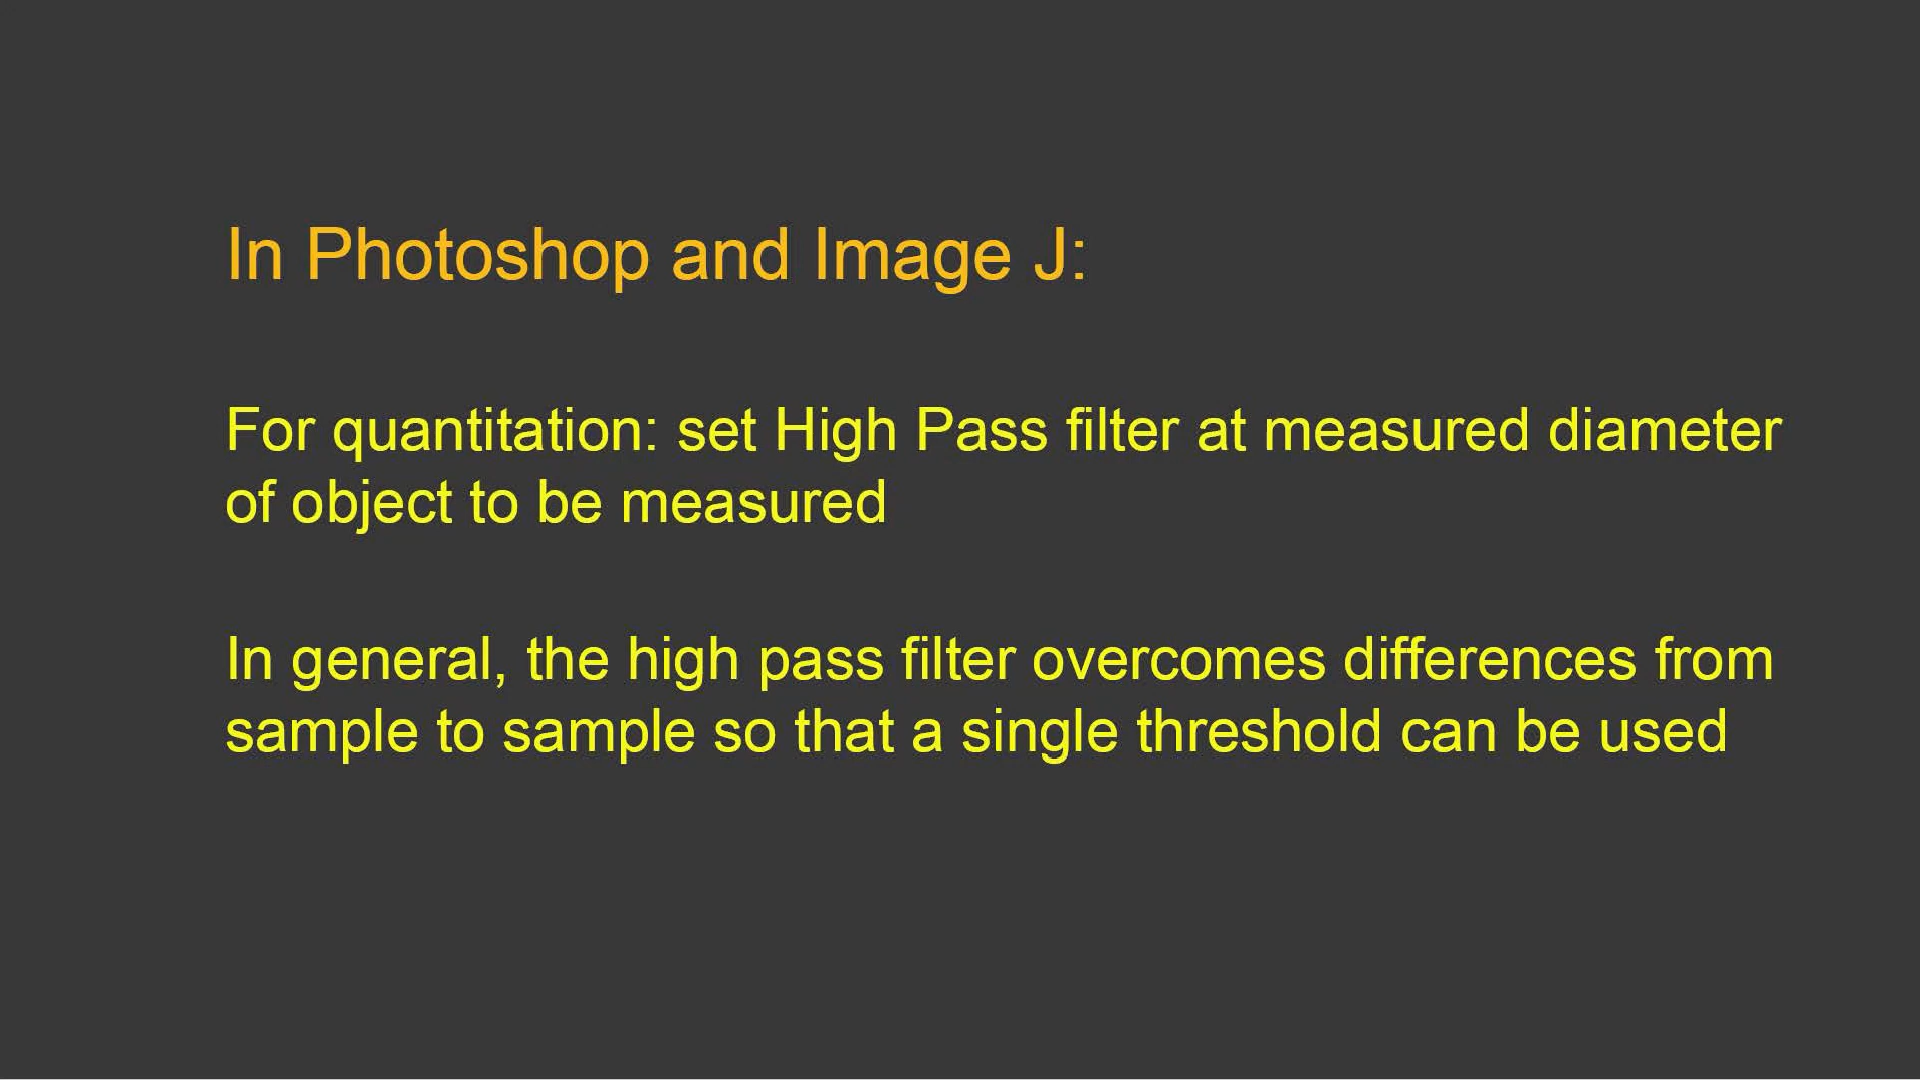 In Photoshop and Image J:
For quantitation: set High Pass filter at measured diameter
of object to be measured
In general, the high pass filter overcomes differences from
sample to sample so that a single threshold can be used